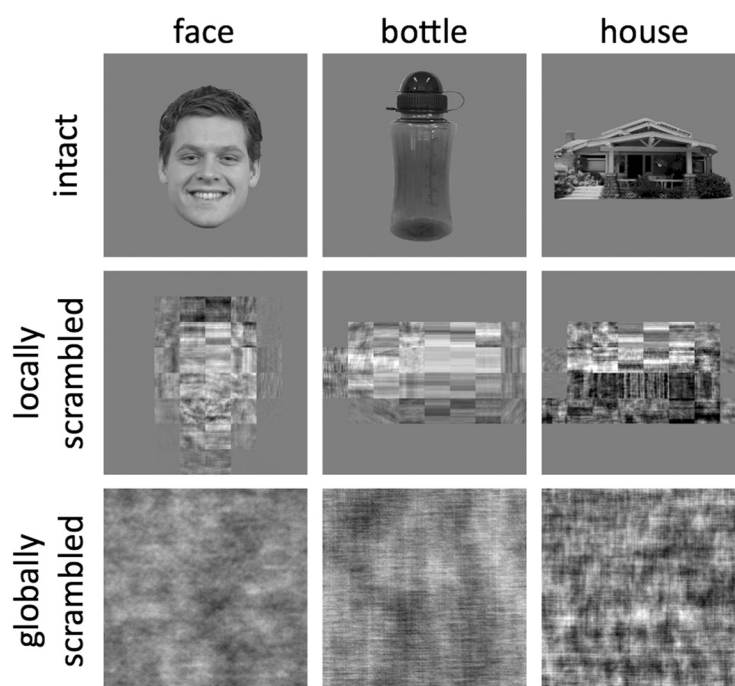 face
bottle
house
intact
locally
scrambled
globally
scrambled